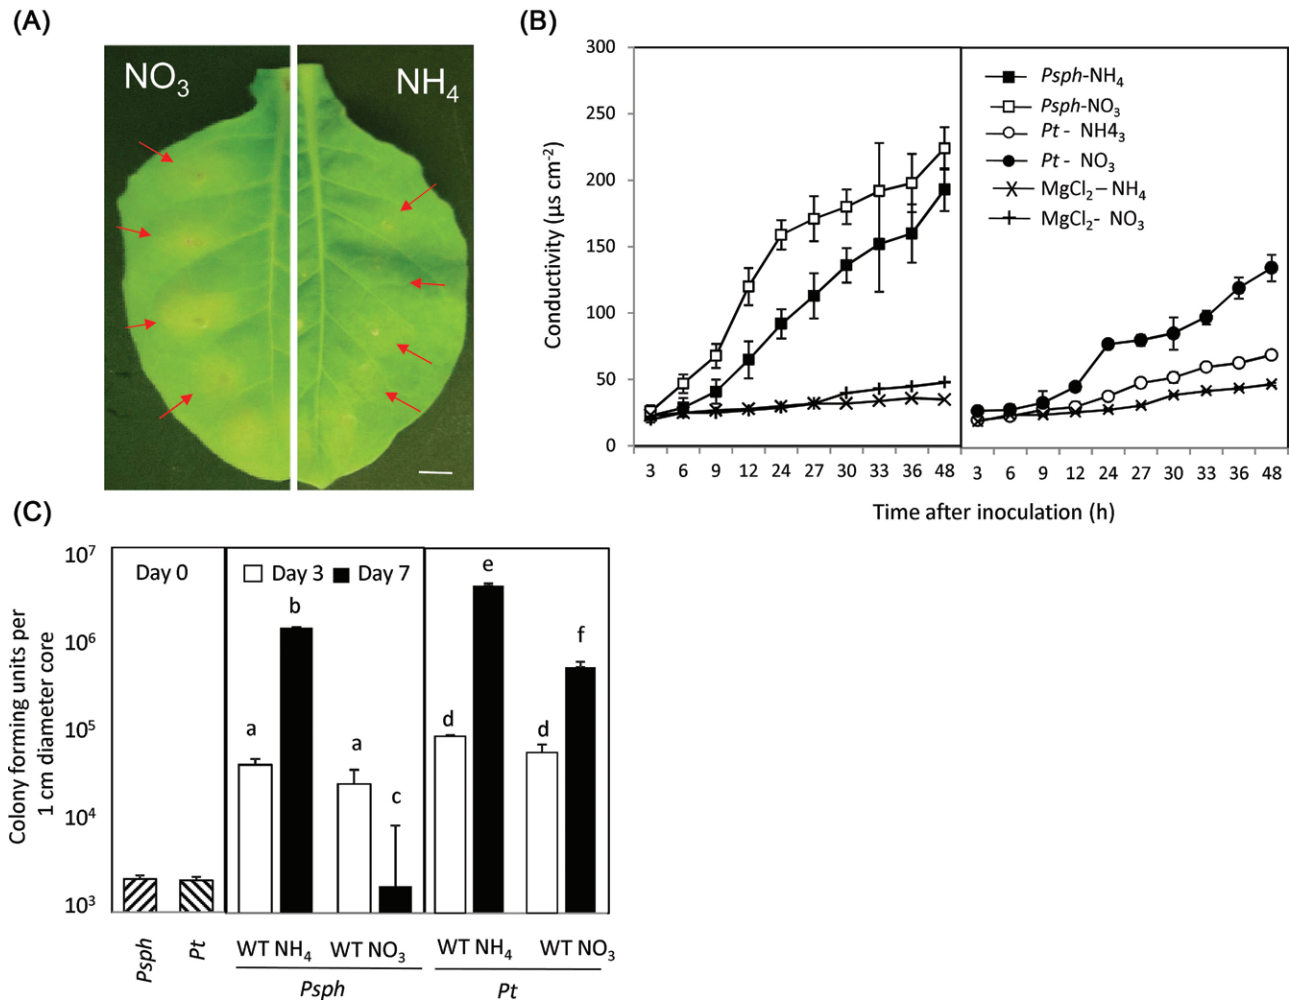 (A)
NO3
NH4
(B)
Conductivity (µs cm-2)
300
250
200
150
100
50
0
3 6 9 12 24 27 30 33 36 48
3 6 9 12 24 27 30 33 36 48
Time after inoculation (h)
Psph-NH4
Psph-NO3
Pt - NH43
Pt - NO3
MgCl2 – NH4
MgCl2- NO3
(C)
Colony forming units per
1 cm diameter core
10^7
10^6
10^5
10^4
10^3
Day 0
Day 3 Day 7
a b a c
d e d f
Psph Pt
WT NH4 WT NO3
WT NH4 WT NO3
Psph
Pt